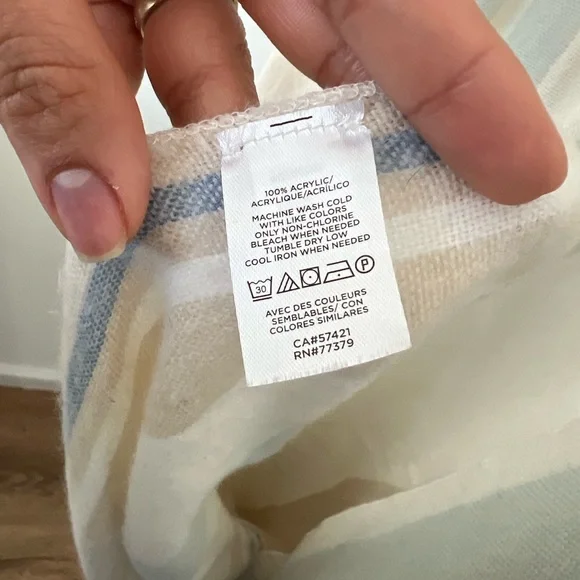 100% ACRYLIC/
ACRYLIQUE/ACRÍLICO
MACHINE WASH COLD
WITH LIKE COLORS
ONLY NON-CHLORINE
BLEACH WHEN NEEDED
TUMBLE DRY LOW
COOL IRON WHEN NEEDED
30 P
AVEC DES COULEURS
SEMBLABLES/ CON
COLORES SIMILARES
CA#57421
RN#77379